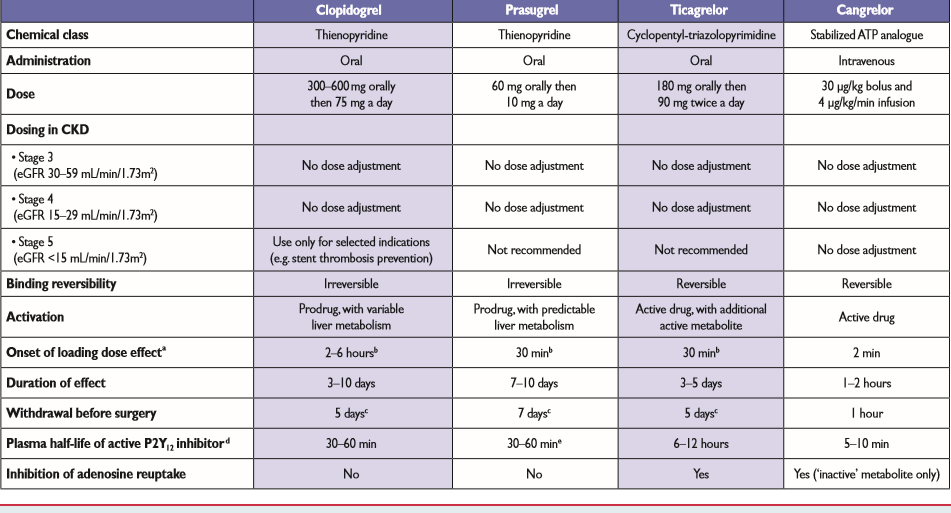 Clopidogrel Prasugrel Ticagrelor Cangrelor
Chemical class Thienopyridine Thienopyridine Cyclopentyl-triazolopyrimidine Stabilized ATP analogue
Administration Oral Oral Oral Intravenous
Dose 300–600 mg orally then 75 mg a day 60 mg orally then 10 mg a day 180 mg orally then 90 mg twice a day 30 µg/kg bolus and 4 µg/kg/min infusion
Dosing in CKD
• Stage 3 (eGFR 30–59 mL/min/1.73m²) No dose adjustment No dose adjustment No dose adjustment No dose adjustment
• Stage 4 (eGFR 15–29 mL/min/1.73m²) No dose adjustment No dose adjustment No dose adjustment No dose adjustment
• Stage 5 (eGFR <15 mL/min/1.73m²) Use only for selected indications (e.g. stent thrombosis prevention) Not recommended Not recommended No dose adjustment
Binding reversibility Irreversible Irreversible Reversible Reversible
Activation Prodrug, with variable liver metabolism Prodrug, with predictable liver metabolism Active drug, with additional active metabolite Active drug
Onset of loading dose effectᵃ 2–6 hoursᵇ 30 minᵇ 30 minᵇ 2 min
Duration of effect 3–10 days 7–10 days 3–5 days 1–2 hours
Withdrawal before surgery 5 daysᶜ 7 daysᶜ 5 daysᶜ 1 hour
Plasma half-life of active P2Y₁₂ inhibitorᵈ 30–60 min 30–60 minᵉ 6–12 hours 5–10 min
Inhibition of adenosine reuptake No No Yes Yes (‘inactive’ metabolite only)